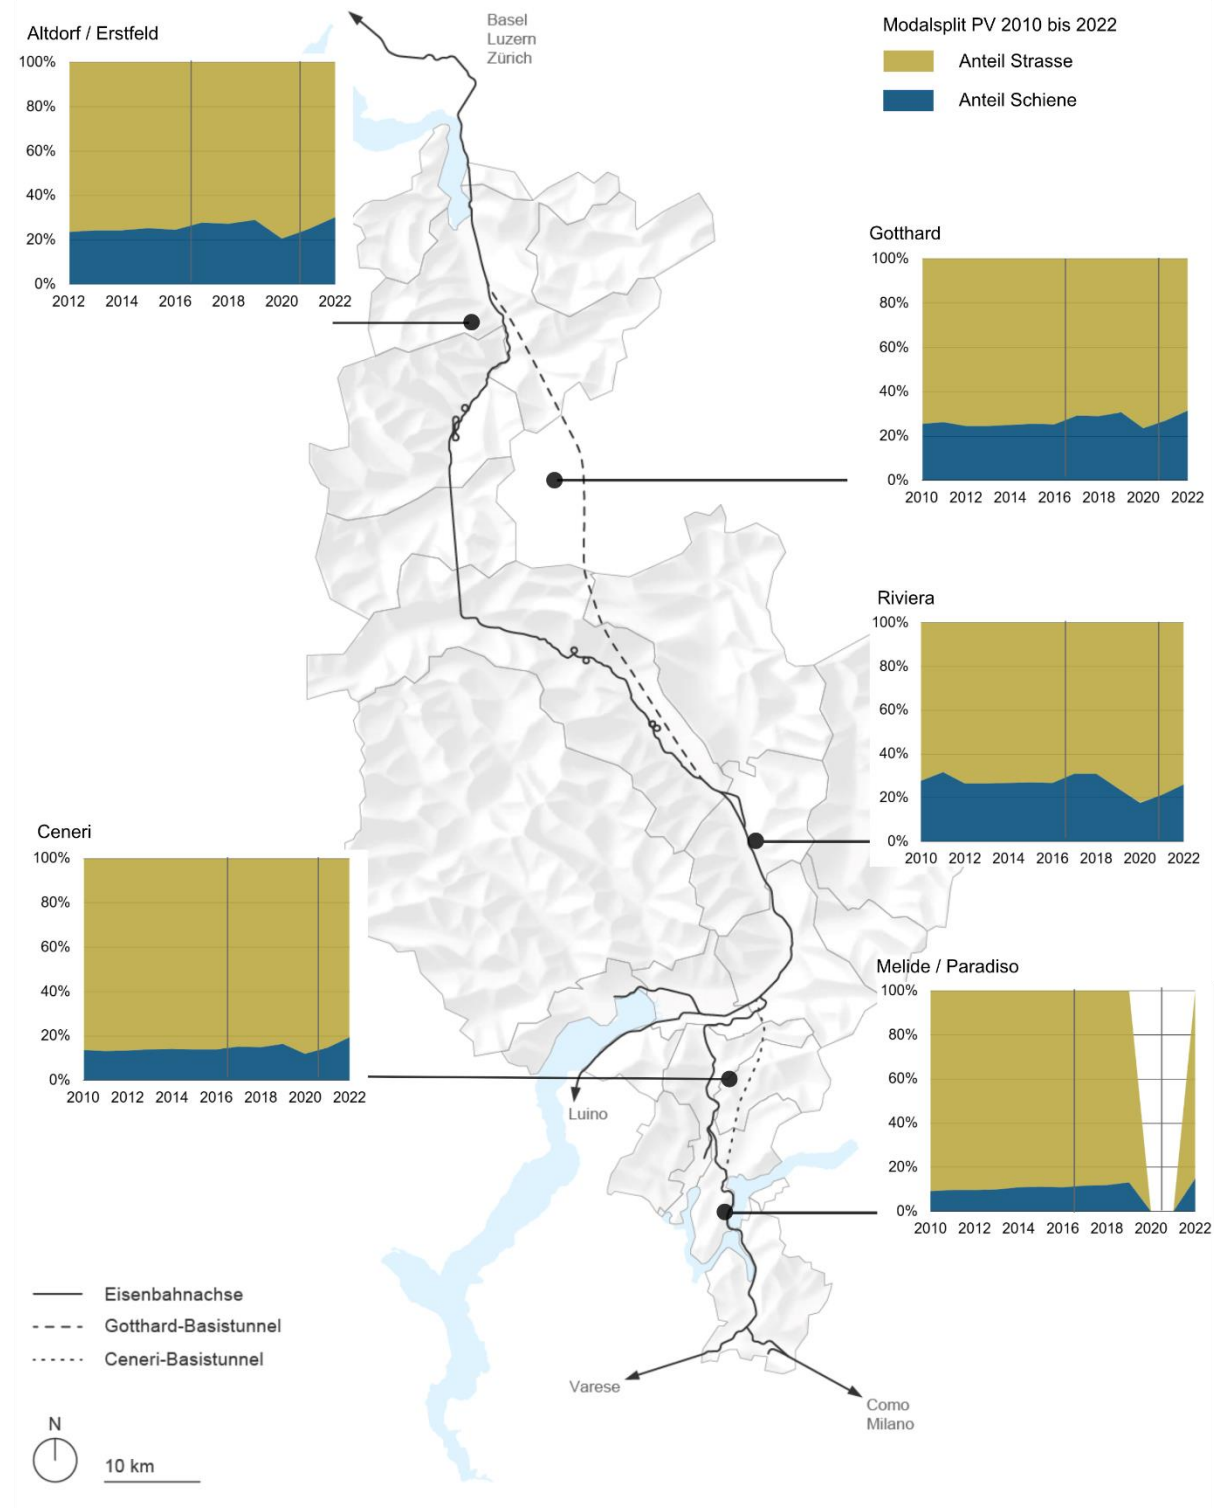 Altdorf / Erstfeld
100%
80%
60%
40%
20%
0%
2012 2014 2016 2018 2020 2022
Basel
Luzern
Zürich
Modalsplit PV 2010 bis 2022
Anteil Strasse
Anteil Schiene
Gotthard
100%
80%
60%
40%
20%
0%
2010 2012 2014 2016 2018 2020 2022
Riviera
100%
80%
60%
40%
20%
0%
2010 2012 2014 2016 2018 2020 2022
Ceneri
100%
80%
60%
40%
20%
0%
2010 2012 2014 2016 2018 2020 2022
Melide / Paradiso
100%
80%
60%
40%
20%
0%
2010 2012 2014 2016 2018 2020 2022
Luino
Eisenbahnachse
Gotthard-Basistunnel
Ceneri-Basistunnel
Varese
Como
Milano
N
10 km